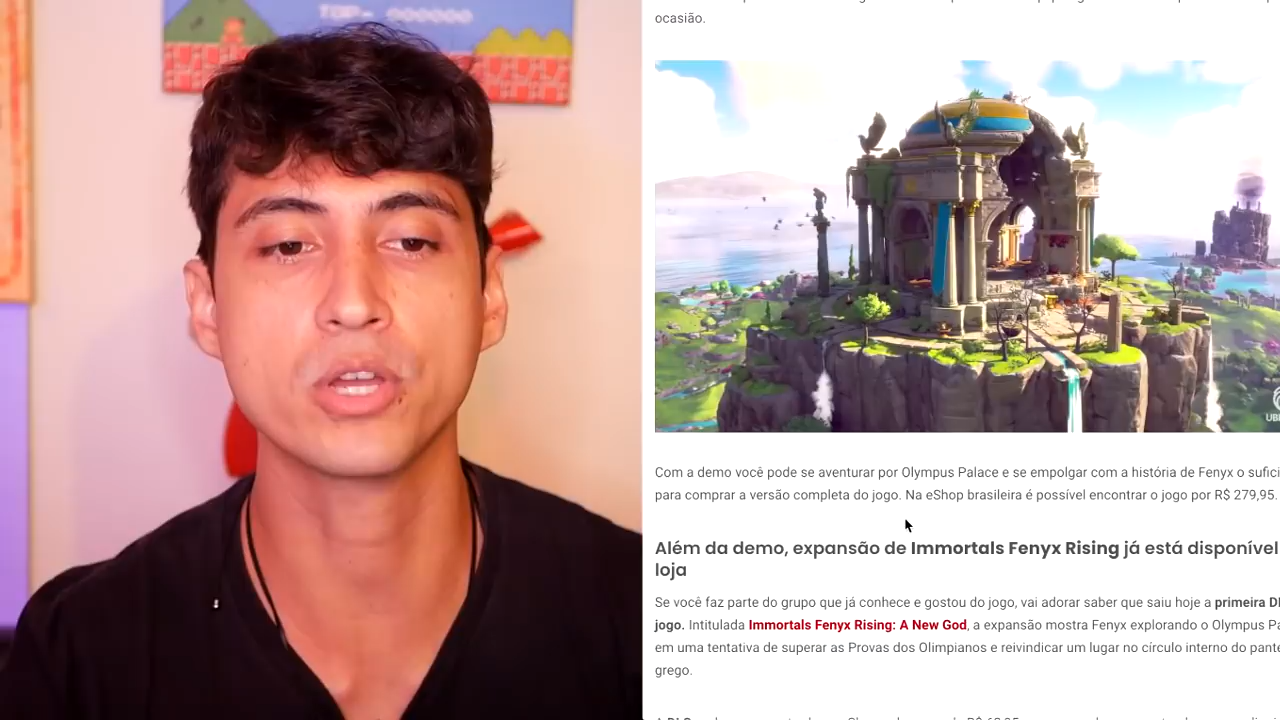 TOP- 000000
ocasião.
Com a demo você pode se aventurar por Olympus Palace e se empolgar com a história de Fenyx o
para comprar a versão completa do jogo. Na eShop brasileira é possível encontrar o jogo por R$ 279,95.
Além da demo, expansão de Immortals Fenyx Rising já está disponível
loja
Se você faz parte do grupo que já conhece e gostou do jogo, vai adorar saber que saiu hoje a primeira
jogo. Intitulada Immortals Fenyx Rising: A New God, a expansão mostra Fenyx explorando o Olympus
em uma tentativa de superar as Provas dos Olimpianos e reivindicar um lugar no círculo interno do
grego.